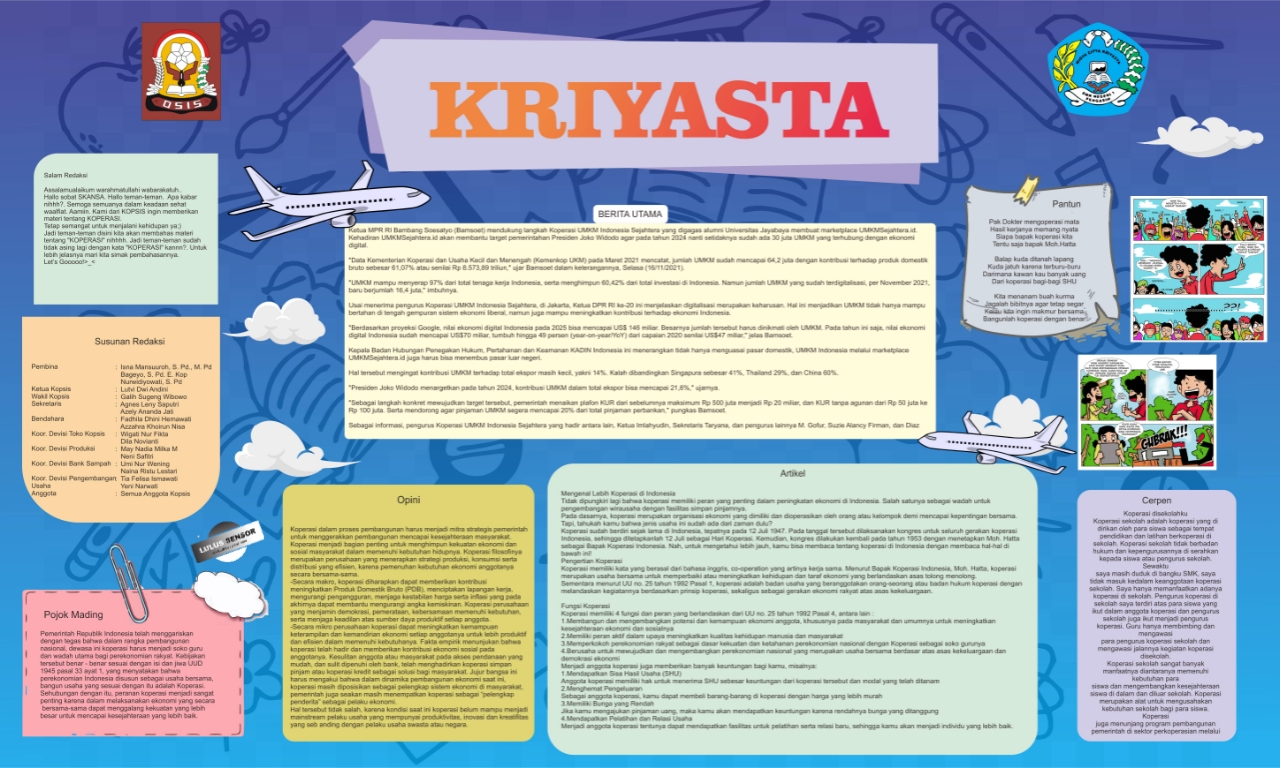 OSIS
KRIYASTA
Salam Redaksi
Assalamualaikum warahmatullahi wabarakatuh..
Hallo sobat SKANSA. Hallo teman-teman. Apa kabar
nihhh?. Semoga semuanya dalam keadaan sehat
waalfiat. Aamiin. Kami dari KOPSIS ingin memberikan
materi tentang KOPERASI.
Tetap semangat untuk menjalani kehidupan ya;)
Jadi teman-teman disini kita akan membahas materi
tentang "KOPERASI" nihhhh. Jadi teman-teman sudah
tidak asing lagi dengan kata "KOPERASI" kannn?. Untuk
lebih jelasnya mari kita simak pembahasannya.
Let's Gooooo!>_<
Susunan Redaksi
Pembina : Isna Mansuuroh, S. Pd., M. Pd
Bageyo, S. Pd. E. Kop
Nurwidyowati, S. Pd
Ketua Kopsis : Lutvi Dwi Andini
Wakil Kopsis : Galih Sugeng Wibowo
Sekretaris : Agnes Leny Saputri
Azely Ananda Jati
Bendahara : Fadhila Dhini Hernawati
Azzahra Khoirun Nisa
Koor. Devisi Toko Kopsis : Wigati Nur Fikta
Dila Novianti
Koor. Devisi Produksi : May Nadia Milka M
Neni Safitri
Koor. Devisi Bank Sampah : Umi Nur Wening
Naina Ristu Lestari
Koor. Devisi Pengembangan : Tia Felisa Ismawati
Usaha Yeni Narwati
Anggota : Semua Anggota Kopsis
LULUS SENSOR
Pojok Mading
Pemerintah Republik Indonesia telah menggariskan
dengan tegas bahwa dalam rangka pembangunan
nasional, dewasa ini koperasi harus menjadi soko guru
dan wadah utama bagi perekonomian rakyat. Kebijakan
tersebut benar - benar sesuai dengan isi dan jiwa UUD
1945 pasal 33 ayat 1, yang menyatakan bahwa
perekonomian Indonesia disusun sebagai usaha bersama,
bangun usaha yang sesuai dengan itu adalah Koperasi.
Sehubungan dengan itu, peranan koperasi menjadi sangat
penting karena dalam melaksanakan ekonomi yang secara
bersama-sama dapat menggalang kekuatan yang lebih
besar untuk mencapai kesejahteraan yang lebih baik.
BERITA UTAMA
Ketua MPR RI Bambang Soesatyo (Bamsoet) mendukung langkah Koperasi UMKM Indonesia Sejahtera yang digagas alumni Universitas Jayabaya membuat marketplace UMKMSejahtera.id.
Kehadiran UMKMSejahtera.id akan membantu target pemerintahan Presiden Joko Widodo agar pada tahun 2024 nanti setidaknya sudah ada 30 juta UMKM yang terhubung dengan ekonomi
digital.
"Data Kementerian Koperasi dan Usaha Kecil dan Menengah (Kemenkop UKM) pada Maret 2021 mencatat, jumlah UMKM sudah mencapai 64,2 juta dengan kontribusi terhadap produk domestik
bruto sebesar 61,07% atau senilai Rp 8.573,89 triliun," ujar Bamsoet dalam keterangannya, Selasa (16/11/2021).
"UMKM mampu menyerap 97% dari total tenaga kerja Indonesia, serta menghimpun 60,42% dari total investasi di Indonesia. Namun jumlah UMKM yang sudah terdigitalisasi, per November 2021,
baru berjumlah 16,4 juta," imbuhnya.
Usai menerima pengurus Koperasi UMKM Indonesia Sejahtera, di Jakarta, Ketua DPR RI ke-20 ini menjelaskan digitalisasi merupakan keharusan. Hal ini menjadikan UMKM tidak hanya mampu
bertahan di tengah gempuran sistem ekonomi liberal, namun juga mampu meningkatkan kontribusi terhadap ekonomi Indonesia.
"Berdasarkan proyeksi Google, nilai ekonomi digital Indonesia pada 2025 bisa mencapai US$ 146 miliar. Besarnya jumlah tersebut harus dinikmati oleh UMKM. Pada tahun ini saja, nilai ekonomi
digital Indonesia sudah mencapai US$70 miliar, tumbuh hingga 49 persen (year-on-year/YoY) dari capaian 2020 senilai US$47 miliar," jelas Bamsoet.
Kepala Badan Hubungan Penegakan Hukum, Pertahanan dan Keamanan KADIN Indonesia ini menerangkan tidak hanya menguasai pasar domestik, UMKM Indonesia melalui marketplace
UMKMSejahtera.id juga harus bisa menembus pasar luar negeri.
Hal tersebut mengingat kontribusi UMKM terhadap total ekspor masih kecil, yakni 14%. Kalah dibandingkan Singapura sebesar 41%, Thailand 29%, dan China 60%.
"Presiden Joko Widodo menargetkan pada tahun 2024, kontribusi UMKM dalam total ekspor bisa mencapai 21,6%," ujarnya.
"Sebagai langkah konkret mewujudkan target tersebut, pemerintah menaikan plafon KUR dari sebelumnya maksimum Rp 500 juta menjadi Rp 20 miliar, dan KUR tanpa agunan dari Rp 50 juta ke
Rp 100 juta. Serta mendorong agar pinjaman UMKM segera mencapai 20% dari total pinjaman perbankan," pungkas Bamsoet.
Sebagai informasi, pengurus Koperasi UMKM Indonesia Sejahtera yang hadir antara lain, Ketua Imlahyudin, Sekretaris Taryana, dan pengurus lainnya M. Gofur, Suzie Alancy Firman, dan Diaz
Pantun
Pak Dokter mengoperasi mata
Hasil kerjanya memang nyata
Siapa bapak koperasi kita
Tentu saja bapak Moh.Hatta
Balap kuda ditanah lapang
Kuda jatuh karena terburu-buru
Darimana kawan kau banyak uang
Dari koperasi bagi-bagi SHU
Kita menanam buah kurma
Jagalah bibitnya agar tetap segar
Kalau kita ingin makmur bersama
Bangunlah koperasi dengan benar
??!
GUBRAK!!!
Opini
Koperasi dalam proses pembangunan harus menjadi mitra strategis pemerintah
untuk menggerakkan pembangunan mencapai kesejahteraan masyarakat.
Koperasi menjadi bagian penting untuk menghimpun kekuatan ekonomi dan
sosial masyarakat dalam memenuhi kebutuhan hidupnya. Koperasi filosofinya
merupakan perusahaan yang menerapkan strategi produksi, konsumsi serta
distribusi yang efisien, karena pemenuhan kebutuhan ekonomi anggotanya
secara bersama-sama.
-Secara makro, koperasi diharapkan dapat memberikan kontribusi
meningkatkan Produk Domestik Bruto (PDB), menciptakan lapangan kerja,
mengurangi pengangguran, menjaga kestabilan harga serta inflasi yang pada
akhirnya dapat membantu mengurangi angka kemiskinan. Koperasi perusahaan
yang menjamin demokrasi, pemerataan, kebersamaan memenuhi kebutuhan,
serta menjaga keadilan atas sumber daya produktif setiap anggota.
-Secara mikro perusahaan koperasi dapat meningkatkan kemampuan
keterampilan dan kemandirian ekonomi setiap anggotanya untuk lebih produktif
dan efisien dalam memenuhi kebutuhanya. Fakta empirik menunjukan bahwa
koperasi telah hadir dan memberikan kontribusi ekonomi sosial pada
anggotanya. Kesulitan anggota atau masyarakat pada akses pendanaan yang
mudah, dan sulit dipenuhi oleh bank, telah menghadirkan koperasi simpan
pinjam atau koperasi kredit sebagai solusi bagi masyarakat. Jujur bangsa ini
harus mengakui bahwa dalam dinamika pembangunan ekonomi saat ini,
koperasi masih diposisikan sebagai pelengkap sistem ekonomi di masyarakat,
pemerintah juga seakan masih menempatkan koperasi sebagai "pelengkap
penderita" sebagai pelaku ekonomi.
Hal tersebut tidak salah, karena kondisi saat ini koperasi belum mampu menjadi
mainstream pelaku usaha yang mempunyai produktivitas, inovasi dan kreatifitas
yang seb anding dengan pelaku usaha swasta atau negara.
Artikel
Mengenal Lebih Koperasi di Indonesia
Tidak dipungkiri lagi bahwa koperasi memiliki peran yang penting dalam peningkatan ekonomi di Indonesia. Salah satunya sebagai wadah untuk
pengembangan wirausaha dengan fasilitas simpan pinjamnya.
Pada dasarnya, koperasi merupakan organisasi ekonomi yang dimiliki dan dioperasikan oleh orang atau kelompok demi mencapai kepentingan bersama.
Tapi, tahukah kamu bahwa jenis usaha ini sudah ada dari zaman dulu?
Koperasi sudah berdiri sejak lama di Indonesia, tepatnya pada 12 Juli 1947. Pada tanggal tersebut dilaksanakan kongres untuk seluruh gerakan koperasi
Indonesia, sehingga ditetapkanlah 12 Juli sebagai Hari Koperasi. Kemudian, kongres dilakukan kembali pada tahun 1953 dengan menetapkan Moh. Hatta
sebagai Bapak Koperasi Indonesia. Nah, untuk mengetahui lebih jauh, kamu bisa membaca tentang koperasi di Indonesia dengan membaca hal-hal di
bawah ini!
Pengertian Koperasi
Koperasi memiliki kata yang berasal dari bahasa inggris, co-operation yang artinya kerja sama. Menurut Bapak Koperasi Indonesia, Moh. Hatta, koperasi
merupakan usaha bersama untuk memperbaiki atau meningkatkan kehidupan dan taraf ekonomi yang berlandaskan asas tolong menolong.
Sementara menurut UU no. 25 tahun 1992 Pasal 1, koperasi adalah badan usaha yang beranggotakan orang-seorang atau badan hukum koperasi dengan
melandaskan kegiatannya berdasarkan prinsip koperasi, sekaligus sebagai gerakan ekonomi rakyat atas asas kekeluargaan.
Fungsi Koperasi
Koperasi memiliki 4 fungsi dan peran yang berlandaskan dari UU no. 25 tahun 1992 Pasal 4, antara lain :
1.Membangun dan mengembangkan potensi dan kemampuan ekonomi anggota, khususnya pada masyarakat dan umumnya untuk meningkatkan
kesejahteraan ekonomi dan sosialnya
2.Memiliki peran aktif dalam upaya meningkatkan kualitas kehidupan manusia dan masyarakat
3.Memperkokoh perekonomian rakyat sebagai dasar kekuatan dan ketahanan perekonomian nasional dengan Koperasi sebagai soko gurunya
4.Berusaha untuk mewujudkan dan mengembangkan perekonomian nasional yang merupakan usaha bersama berdasar atas asas kekeluargaan dan
demokrasi ekonomi
Menjadi anggota koperasi juga memberikan banyak keuntungan bagi kamu, misalnya:
1.Mendapatkan Sisa Hasil Usaha (SHU)
Anggota koperasi memiliki hak untuk menerima SHU sebesar keuntungan dari koperasi tersebut dan modal yang telah ditanam
2.Menghemat Pengeluaran
Sebagai anggota koperasi, kamu dapat membeli barang-barang di koperasi dengan harga yang lebih murah
3.Memiliki Bunga yang Rendah
Jika kamu mengajukan pinjaman uang, maka kamu akan mendapatkan keuntungan karena rendahnya bunga yang ditanggung
4.Mendapatkan Pelatihan dan Relasi Usaha
Menjadi anggota koperasi tentunya dapat mendapatkan fasilitas untuk pelatihan serta relasi baru, sehingga kamu akan menjadi individu yang lebih baik.
Cerpen
Koperasi disekolahku
Koperasi sekolah adalah koperasi yang di
dirikan oleh para siswa sebagai tempat
pendidikan dan latihan berkoperasi di
sekolah. Koperasi sekolah tidak berbadan
hukum dan kepengurusannya di serahkan
kepada siswa atau pengurus sekolah.
Sewaktu
saya masih duduk di bangku SMK, saya
tidak masuk kedalam keanggotaan koperasi
sekolah. Saya hanya memanfaatkan adanya
koperasi di sekolah. Pengurus koperasi di
sekolah saya terdiri atas para siswa yang
ikut dalam anggota koperasi dan pengurus
sekolah juga ikut menjadi pengurus
koperasi. Guru hanya membimbing dan
mengawasi
para pengurus koperasi sekolah dan
mengawasi jalannya kegiatan koperasi
disekolah.
Koperasi sekolah sangat banyak
manfaatnya diantaranya memenuhi
kebutuhan para
siswa dan mengembangkan kesejahteraan
siswa di dalam dan diluar sekolah. Koperasi
merupakan alat untuk mengusahakan
kebutuhan sekolah bagi para siswa.
Koperasi
juga menunjang program pembangunan
pemerintah di sektor perkoperasian melalui